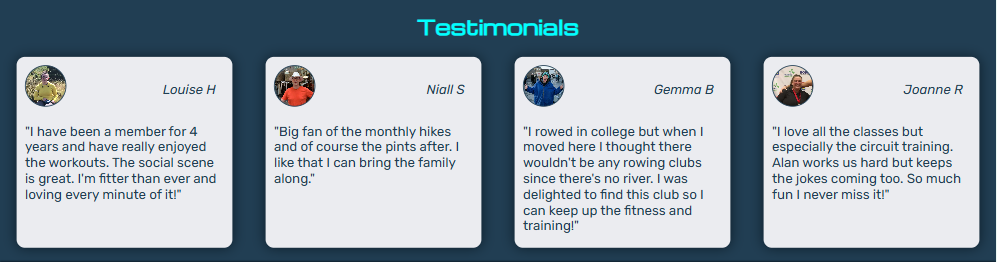 Testimonials
Louise H
"I have been a member for 4
years and have really enjoyed
the workouts. The social scene
is great. I'm fitter than ever and
loving every minute of it!"
Niall S
"Big fan of the monthly hikes
and of course the pints after. I
like that I can bring the family
along."
Gemma B
"I rowed in college but when I
moved here I thought there
wouldn't be any rowing clubs
since there's no river. I was
delighted to find this club so I
can keep up the fitness and
training!"
Joanne R
"I love all the classes but
especially the circuit training.
Alan works us hard but keeps
the jokes coming too. So much
fun I never miss it!"